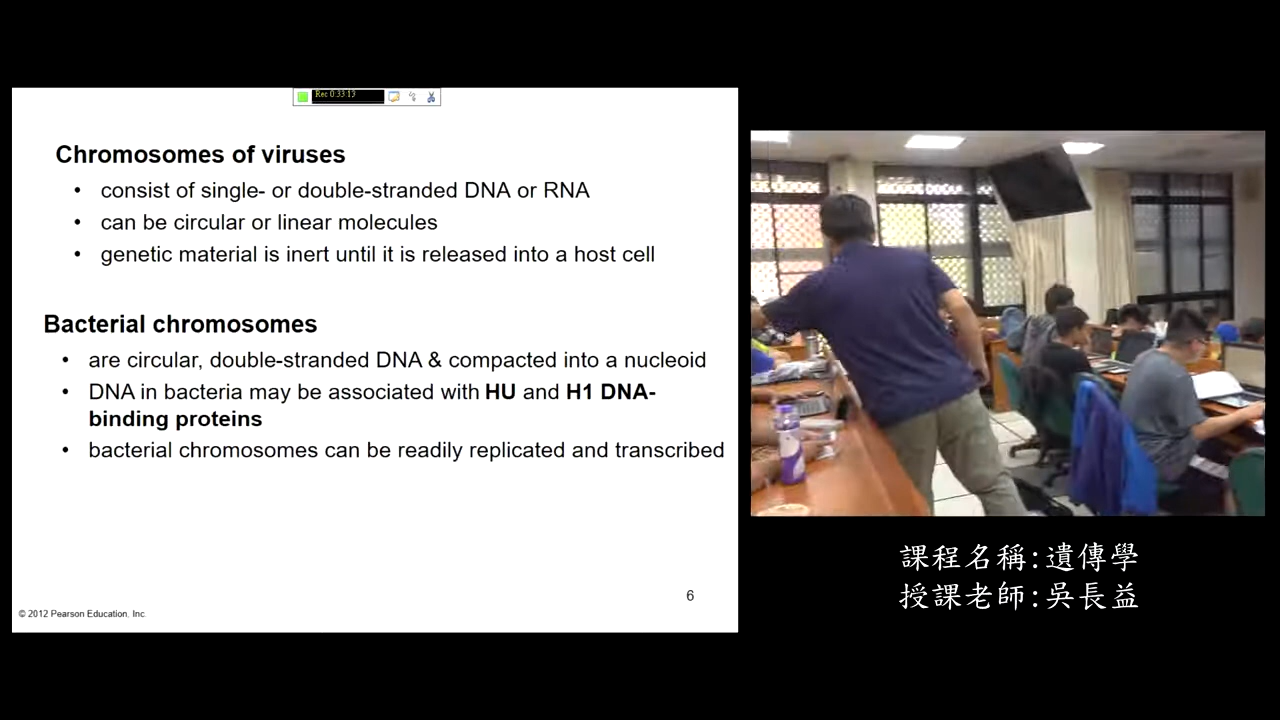 Rec 0:33:13
Chromosomes of viruses
• consist of single- or double-stranded DNA or RNA
• can be circular or linear molecules
• genetic material is inert until it is released into a host cell
Bacterial chromosomes
• are circular, double-stranded DNA & compacted into a nucleoid
• DNA in bacteria may be associated with HU and H1 DNA-
binding proteins
• bacterial chromosomes can be readily replicated and transcribed
6
© 2012 Pearson Education, Inc.
課程名稱:遺傳學
授課老師:吳長益